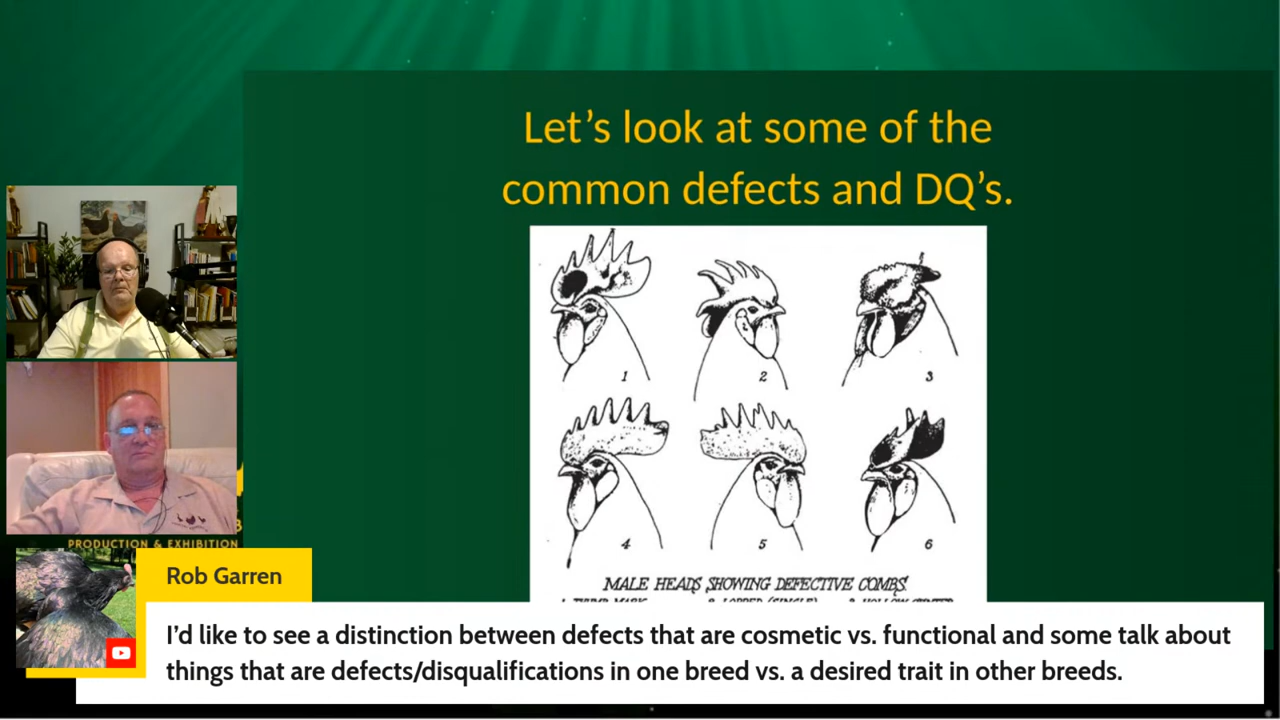 Let’s look at some of the
common defects and DQ’s.
1
2
3
4
5
6
MALE HEADS SHOWING DEFECTIVE COMBS
PRODUCTION & EXHIBITION
Rob Garren
I’d like to see a distinction between defects that are cosmetic vs. functional and some talk about
things that are defects/disqualifications in one breed vs. a desired trait in other breeds.